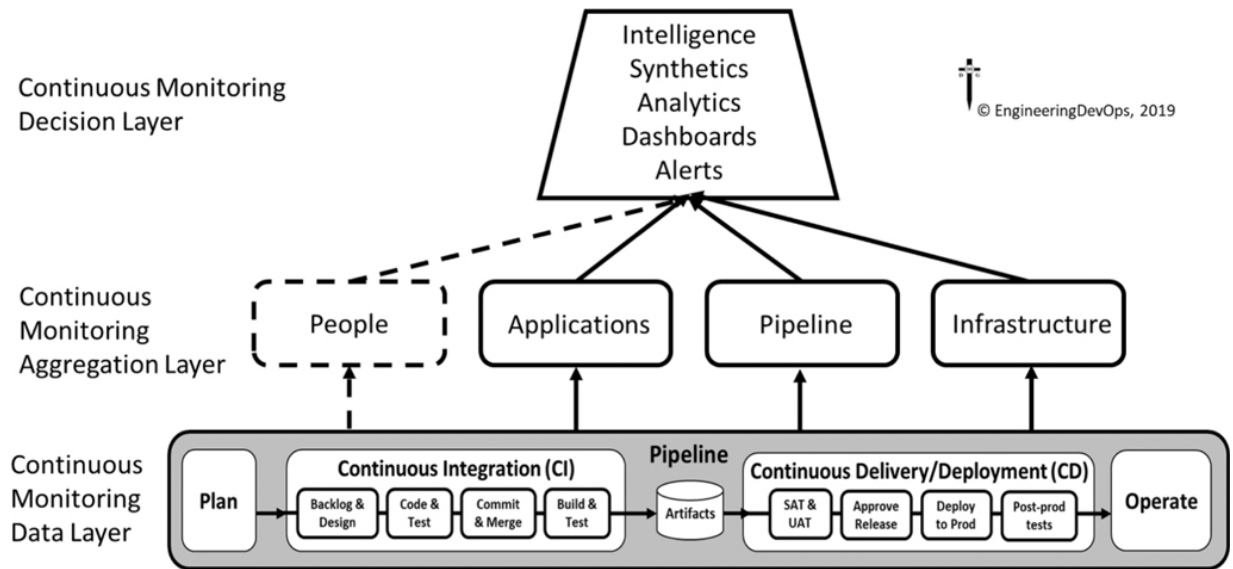 Continuous Monitoring
Decision Layer
Intelligence
Synthetics
Analytics
Dashboards
Alerts
© EngineeringDevOps, 2019
Continuous
Monitoring
Aggregation Layer
People
Applications
Pipeline
Infrastructure
Continuous
Monitoring
Data Layer
Pipeline
Plan
Continuous Integration (CI)
Backlog &
Design
Code &
Test
Commit
& Merge
Build &
Test
Artifacts
Continuous Delivery/Deployment (CD)
SAT &
UAT
Approve
Release
Deploy
to Prod
Post-prod
tests
Operate